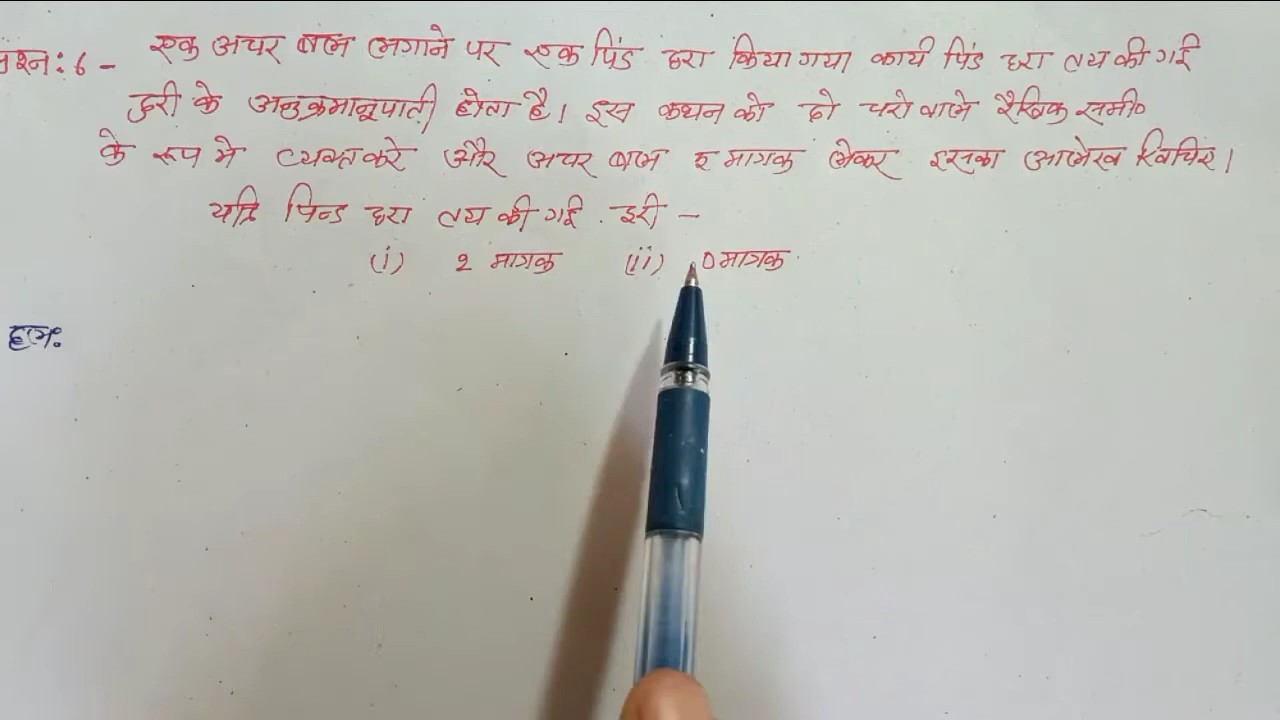 प्रश्न: 6 - एक अचर बल लगाने पर एक पिंड द्वारा किया गया कार्य पिंड द्वारा तय की गई
दुरी के अनुक्रमानुपाती होता है। इस कथन को दो चरो वाले रैखिक समी०
के रूप मे व्यक्त करे और अचर बल 5 मात्रक लेकर इसका आलेख खिचिए।
यदि पिन्ड द्वारा तय की गई दुरी -
(i) 2 मात्रक (ii) 0 मात्रक
हल: